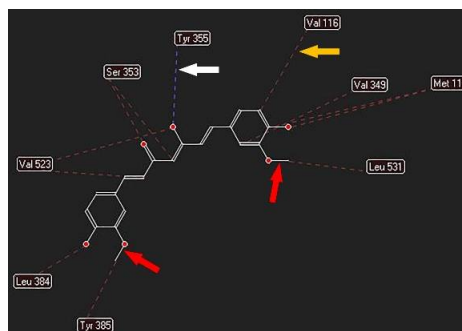 Val 116
Tyr 355
Ser 353
Val 349
Met 11
Val 523
Leu 531
Leu 384
Tyr 385